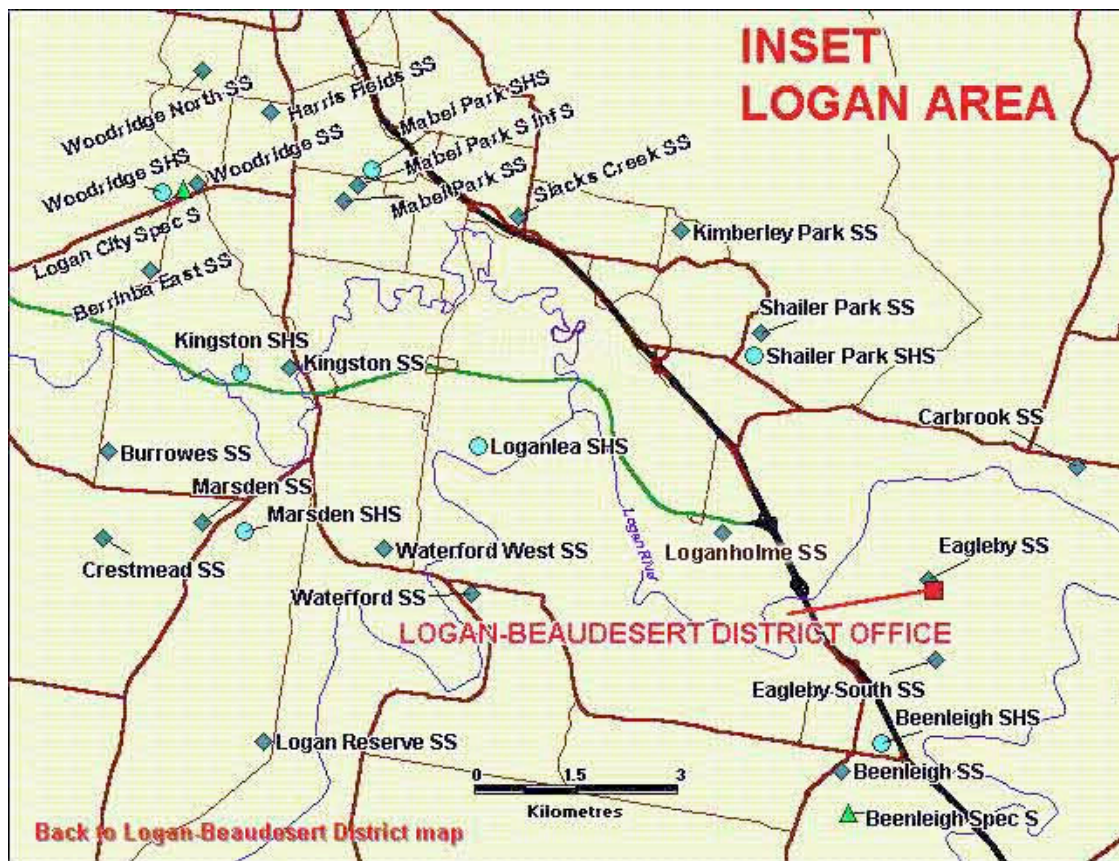 INSET
LOGAN AREA
Woodridge North SS
Harris Fields SS
Mabel Park SHS
Mabel Park S Inf S
Mabel Park SS
Woodridge SHS
Woodridge SS
Slacks Creek SS
Logan City Spec S
Kimberley Park SS
Berrinba East SS
Shailer Park SS
Kingston SHS
Kingston SS
Shailer Park SHS
Carbrook SS
Burrowes SS
Loganlea SHS
Marsden SS
Marsden SHS
Logan River
Waterford West SS
Loganholme SS
Eagleby SS
Crestmead SS
Waterford SS
LOGAN-BEAUDESERT DISTRICT OFFICE
Eagleby South SS
Beenleigh SHS
Logan Reserve SS
0 1.5 3
Kilometres
Beenleigh SS
Beenleigh Spec S
Back to Logan-Beaudesert District map